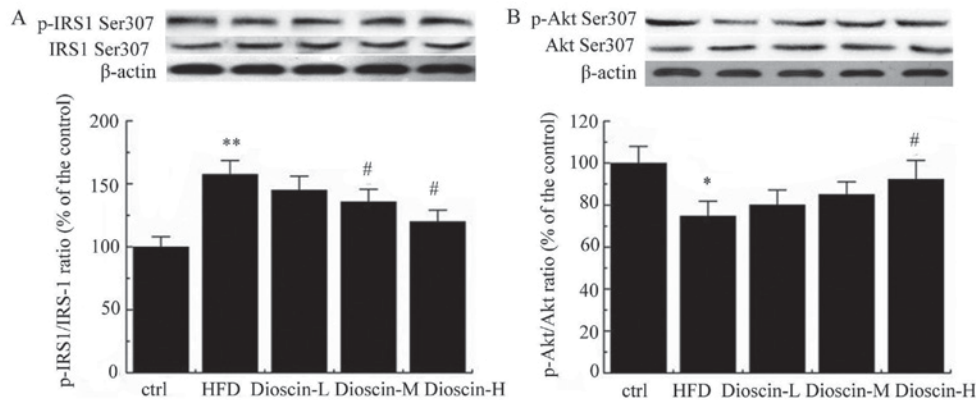 A
p-IRS1 Ser307
IRS1 Ser307
β-actin
p-IRS1/IRS-1 ratio (% of the control)
200
150
100
50
0
**
#
#
ctrl HFD Dioscin-L Dioscin-M Dioscin-H
B
p-Akt Ser307
Akt Ser307
β-actin
p-Akt/Akt ratio (% of the control)
120
100
80
60
40
20
0
*
#
ctrl HFD Dioscin-L Dioscin-M Dioscin-H